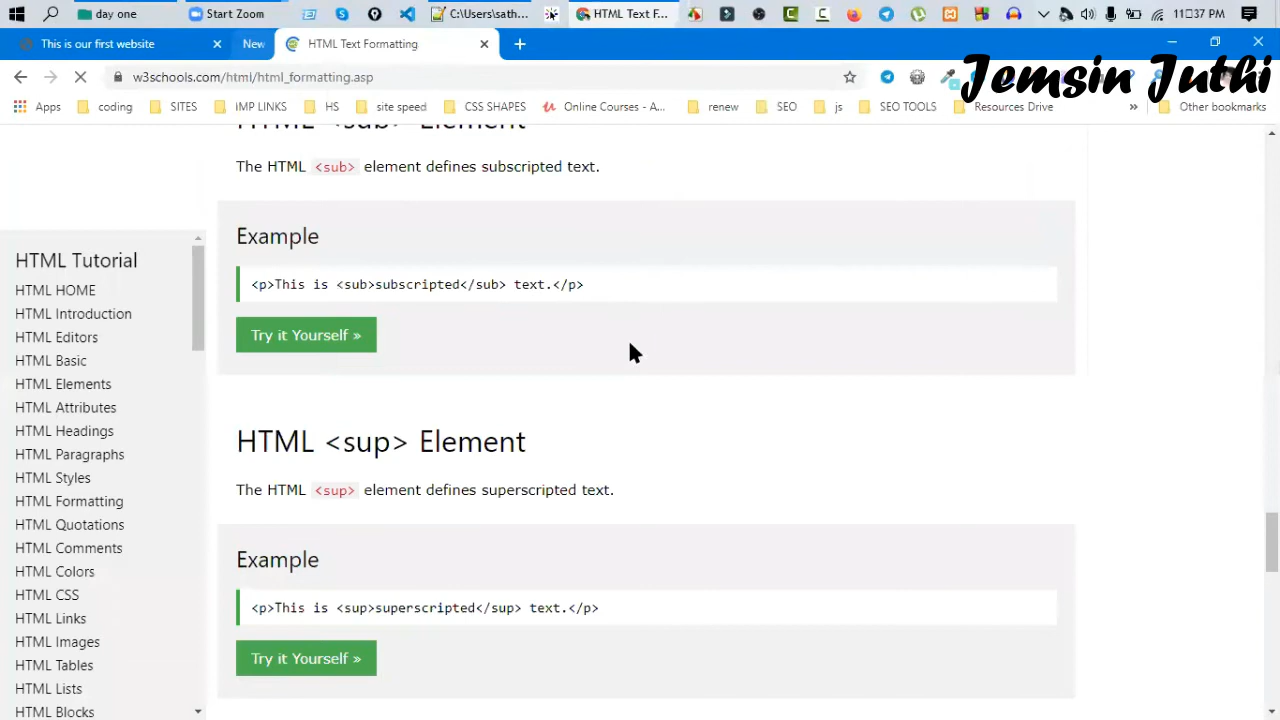 day one
Start Zoom
C:\Users\sath...
HTML Text F...
11:37 PM
This is our first website
New
HTML Text Formatting
w3schools.com/html/html_formatting.asp
Jemsin Juthi
Apps
coding
SITES
IMP LINKS
HS
site speed
CSS SHAPES
Online Courses - A...
renew
SEO
js
SEO TOOLS
Resources Drive
»
Other bookmarks
HTML <sub> Element
The HTML <sub> element defines subscripted text.
Example
<p>This is <sub>subscripted</sub> text.</p>
Try it Yourself »
HTML <sup> Element
The HTML <sup> element defines superscripted text.
Example
<p>This is <sup>superscripted</sup> text.</p>
Try it Yourself »
HTML Tutorial
HTML HOME
HTML Introduction
HTML Editors
HTML Basic
HTML Elements
HTML Attributes
HTML Headings
HTML Paragraphs
HTML Styles
HTML Formatting
HTML Quotations
HTML Comments
HTML Colors
HTML CSS
HTML Links
HTML Images
HTML Tables
HTML Lists
HTML Blocks